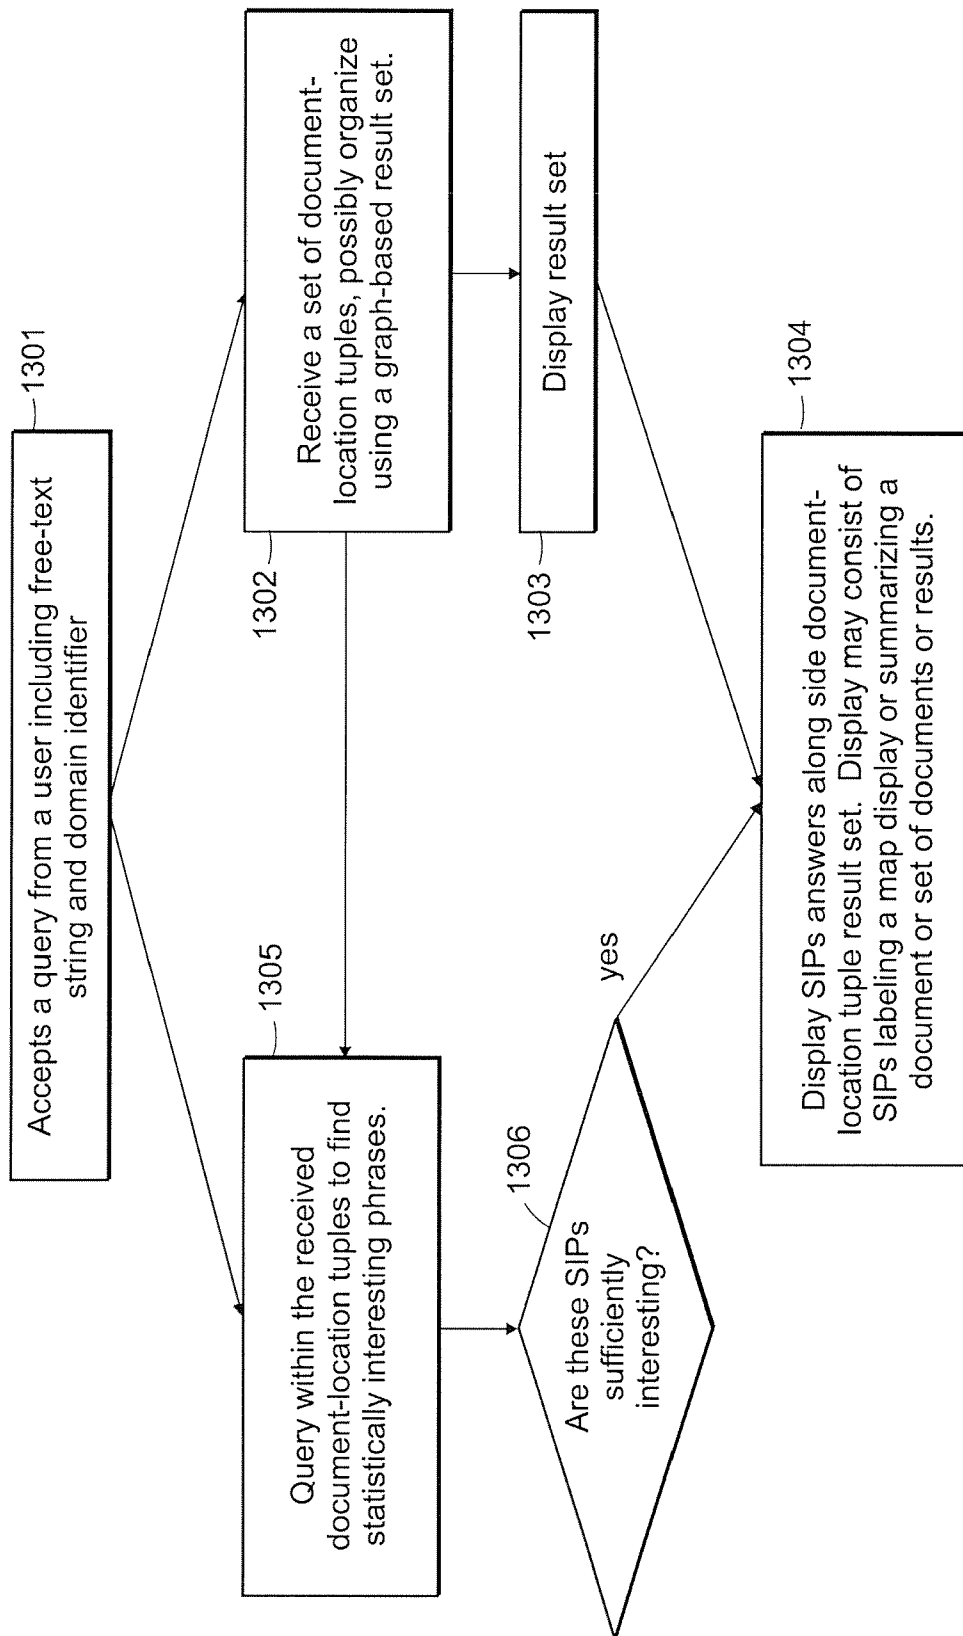 1301
Accepts a query from a user including free-text
string and domain identifier
1305
Query within the received
document-location tuples to find
statistically interesting phrases.
1302
Receive a set of document-
location tuples, possibly organize
using a graph-based result set.
1306
Are these SIPs
sufficiently
interesting?
yes
1303
Display result set
1304
Display SIPs answers along side document-
location tuple result set. Display may consist of
SIPs labeling a map display or summarizing a
document or set of documents or results.